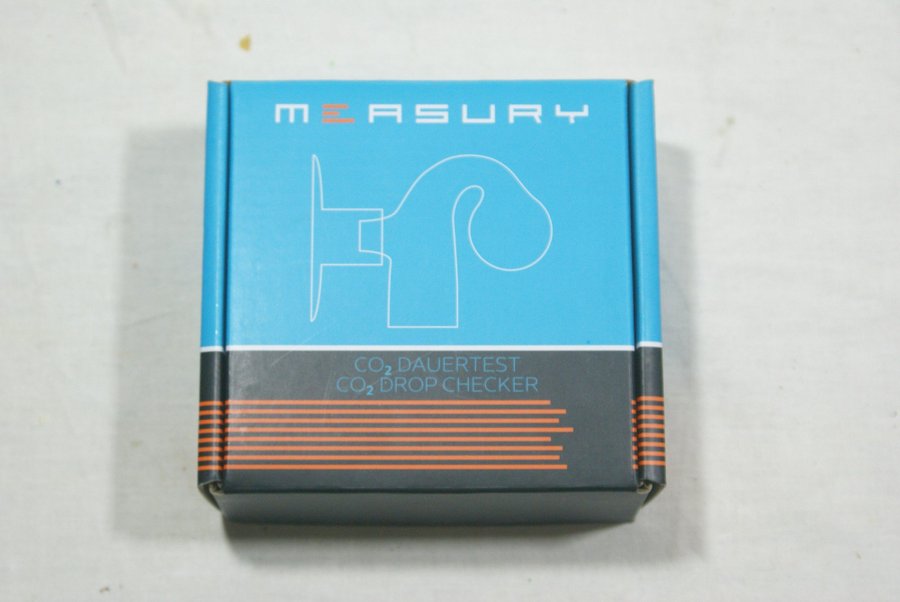 MEASURY
CO₂ DAUERTEST
CO₂ DROP CHECKER